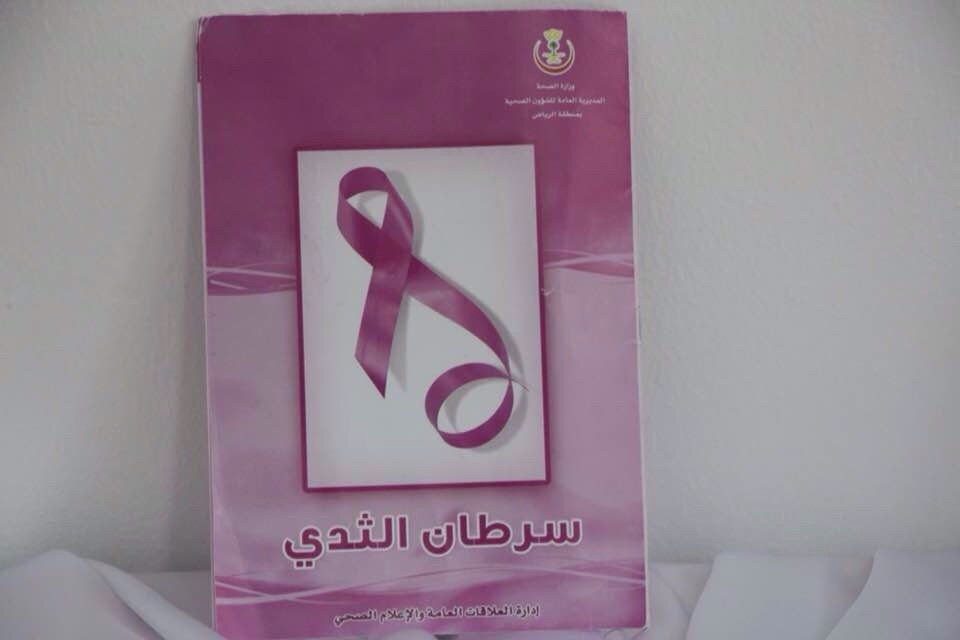 وزارة الصحة
المديرية العامة للشؤون الصحية
بمنطقة الرياض
سرطان الثدي
إدارة العلاقات العامة والإعلام الصحي